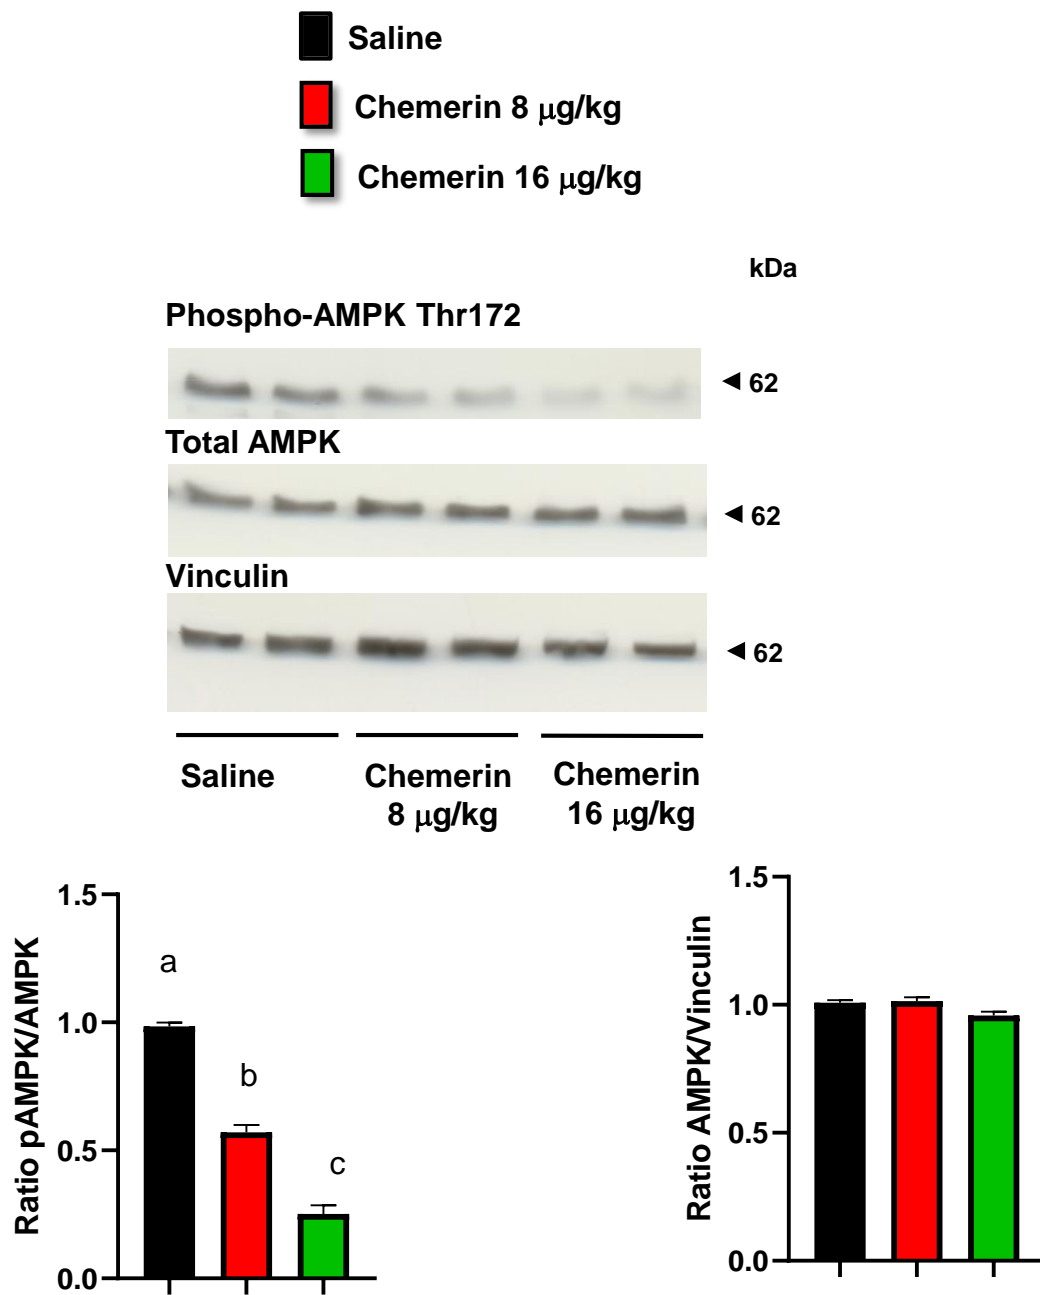 Saline
Chemerin 8 μg/kg
Chemerin 16 μg/kg
kDa
Phospho-AMPK Thr172
62
Total AMPK
62
Vinculin
62
Saline
Chemerin
8 μg/kg
Chemerin
16 μg/kg
Ratio pAMPK/AMPK
1.5
1.0
0.5
0.0
a
b
c
Ratio AMPK/Vinculin
1.5
1.0
0.5
0.0